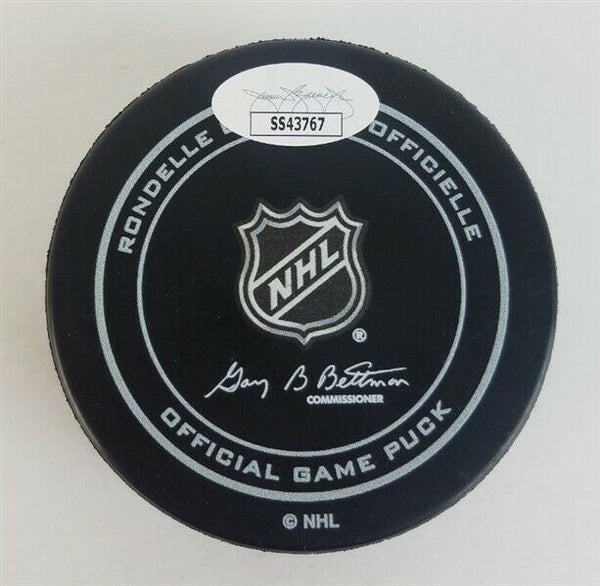 SS43767
RONDELLE
OFFICIELLE
NHL
®
Gary B Bettman
COMMISSIONER
OFFICIAL GAME PUCK
© NHL